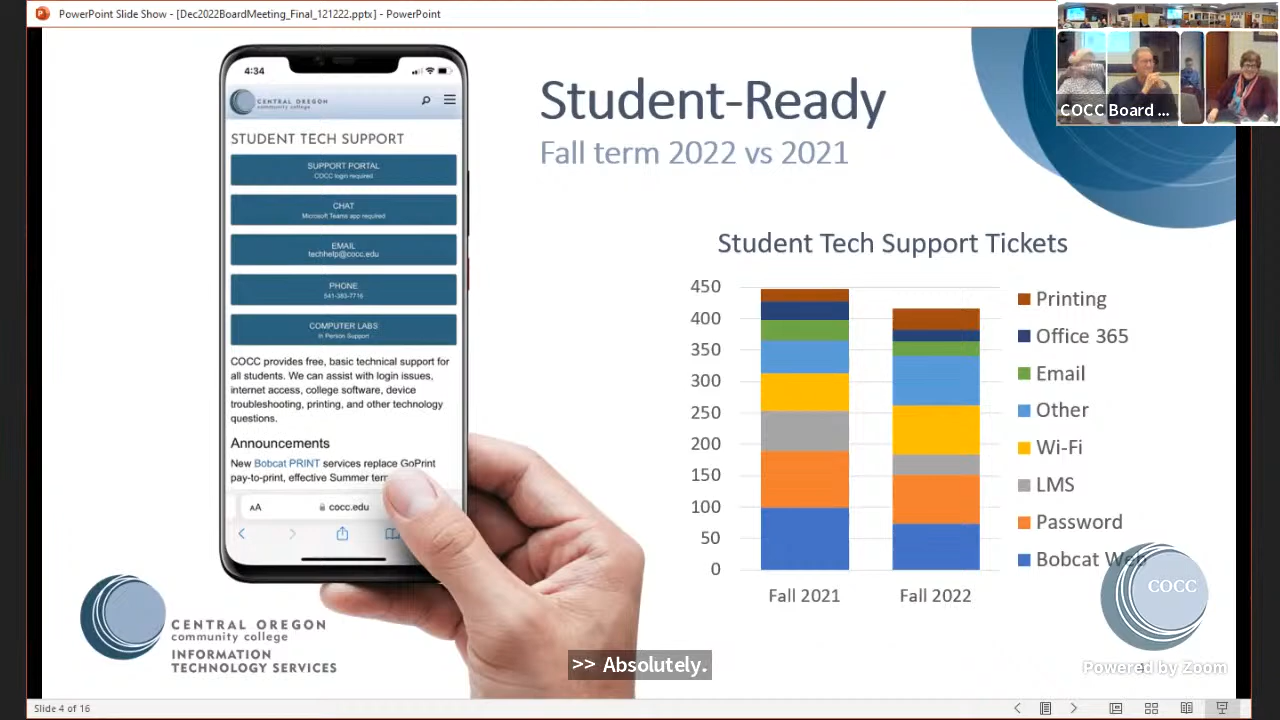 PowerPoint Slide Show - [Dec2022BoardMeeting_Final_121222.pptx] - PowerPoint
COCC Board ...
4:34
CENTRAL OREGON
community college
STUDENT TECH SUPPORT
SUPPORT PORTAL
COCC login required
CHAT
Microsoft Teams app required
EMAIL
techhelp@cocc.edu
PHONE
541-383-7716
COMPUTER LABS
In Person Support
COCC provides free, basic technical support for
all students. We can assist with login issues,
internet access, college software, device
troubleshooting, printing, and other technology
questions.
Announcements
New Bobcat PRINT services replace GoPrint
pay-to-print, effective Summer
AA
cocc.edu
Student-Ready
Fall term 2022 vs 2021
Student Tech Support Tickets
450
400
350
300
250
200
150
100
50
0
Fall 2021
Fall 2022
Printing
Office 365
Email
Other
Wi-Fi
LMS
Password
Bobcat Web
COCC
CENTRAL OREGON
community college
INFORMATION
TECHNOLOGY SERVICES
>> Absolutely.
Powered by Zoom
Slide 4 of 16